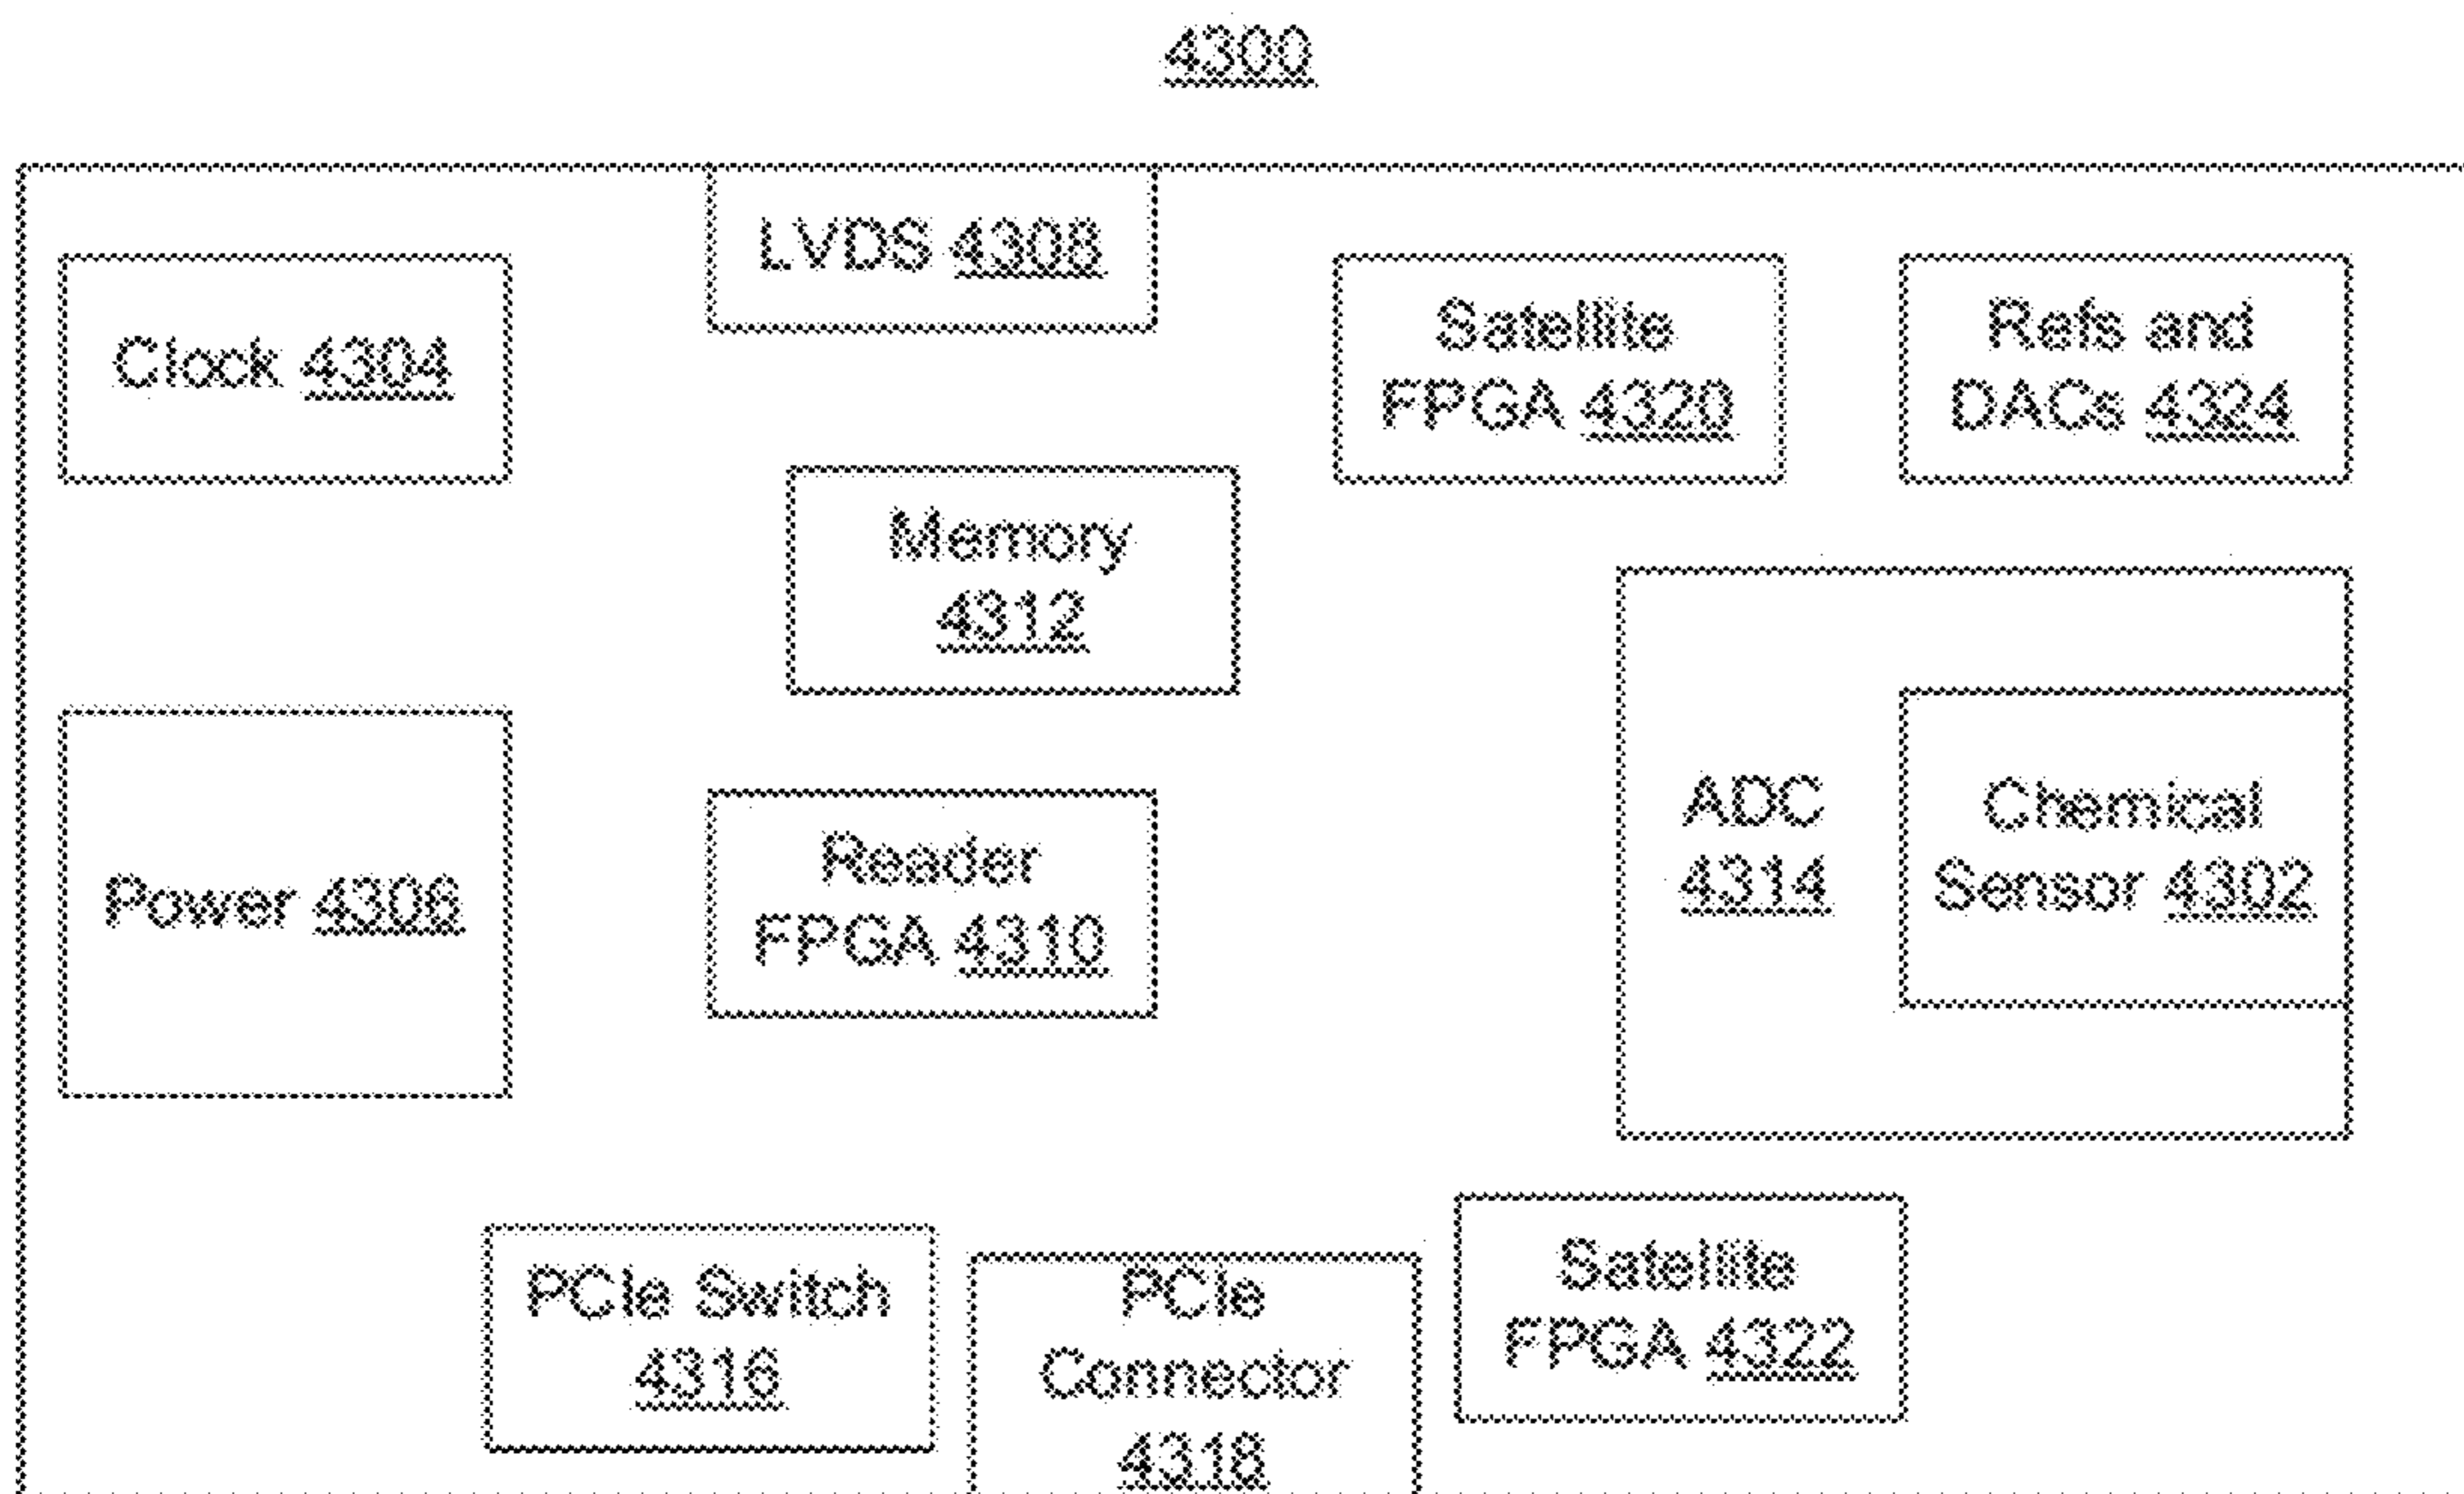 4300
LVDS 4308
Clock 4304
Satellite
FPGA 4320
Refs and
DACs 4324
Memory
4312
Power 4306
Reader
FPGA 4310
ADC
4314
Chemical
Sensor 4302
PCIe Switch
4316
PCIe
Connector
4318
Satellite
FPGA 4322